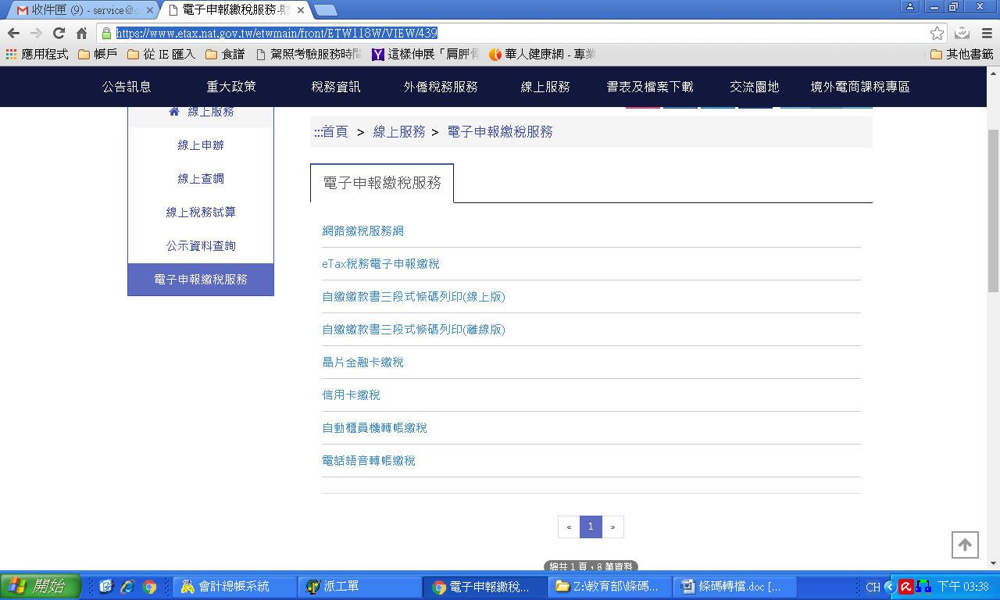 收件匣 (9) - service@c
電子申報繳稅服務-財
https://www.etax.nat.gov.tw/etwmain/front/ETW118W/VIEW/439
應用程式 帳戶 從 IE 匯入 食譜 駕照考驗服務時間 這樣伸展「肩胛骨 華人健康網 - 專業 其他書籤
公告訊息 重大政策 稅務資訊 外僑稅務服務 線上服務 書表及檔案下載 交流園地 境外電商課稅專區
線上服務
線上申辦
線上查調
線上稅務試算
公示資料查詢
電子申報繳稅服務
:::首頁 > 線上服務 > 電子申報繳稅服務
電子申報繳稅服務
網路繳稅服務網
eTax稅務電子申報繳稅
自繳繳款書三段式條碼列印(線上版)
自繳繳款書三段式條碼列印(離線版)
晶片金融卡繳稅
信用卡繳稅
自動櫃員機轉帳繳稅
電話語音轉帳繳稅
« 1 »
總共 1 頁，8 筆資料
開始 會計總帳系統 派工單 電子申報繳稅... Z:\教育部\條碼... 條碼轉檔.doc [... CH 下午 03:38